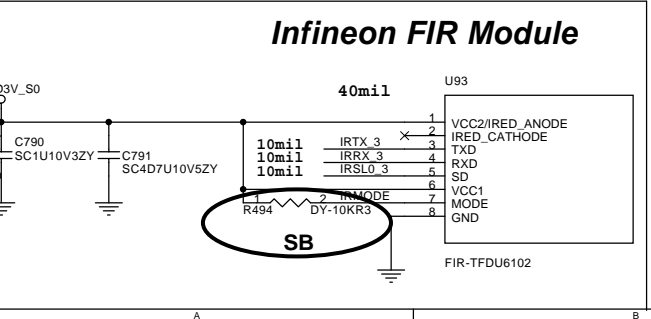 Infineon FIR Module
03V_S0
40mil
U93
C790
SC1U10V3ZY
C791
SC4D7U10V5ZY
10mil
10mil
10mil
IRTX_3
IRRX_3
IRSL0_3
IRMODE
1
2
R494
DY-10KR3
SB
1 VCC2/IRED_ANODE
2 IRED_CATHODE
3 TXD
4 RXD
5 SD
6 VCC1
7 MODE
8 GND
FIR-TFDU6102
A
B